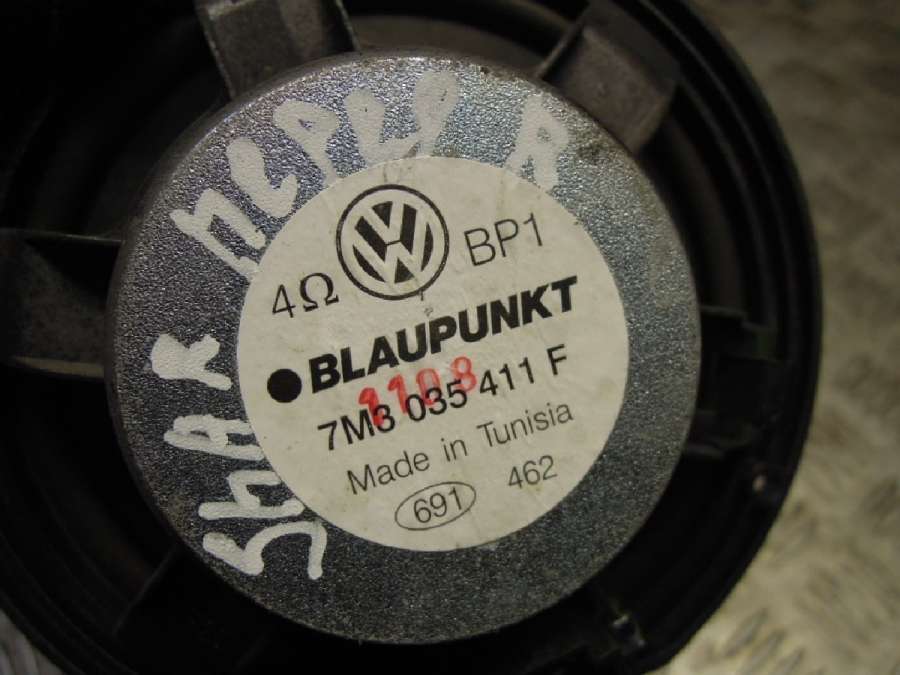 4Ω BP1
BLAUPUNKT
1108
7M3 035 411 F
Made in Tunisia
691 462
SHAR